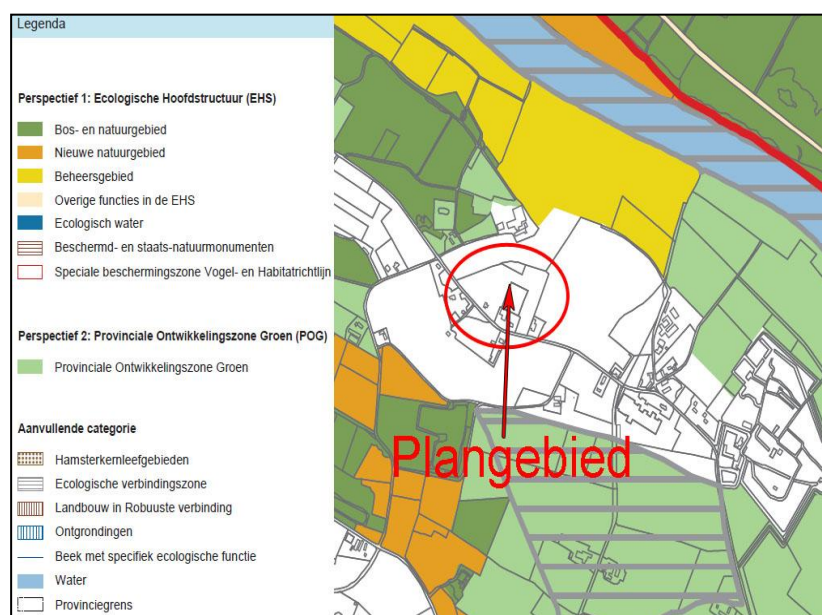 Legenda
Perspectief 1: Ecologische Hoofdstructuur (EHS)
Bos- en natuurgebied
Nieuwe natuurgebied
Beheersgebied
Overige functies in de EHS
Ecologisch water
Beschermd- en staats-natuurmonumenten
Speciale beschermingszone Vogel- en Habitatrichtlijn
Perspectief 2: Provinciale Ontwikkelingszone Groen (POG)
Provinciale Ontwikkelingszone Groen
Aanvullende categorie
Hamsterkernleefgebieden
Ecologische verbindingszone
Landbouw in Robuuste verbinding
Ontgrondingen
Beek met specifiek ecologische functie
Water
Provinciegrens
Plangebied